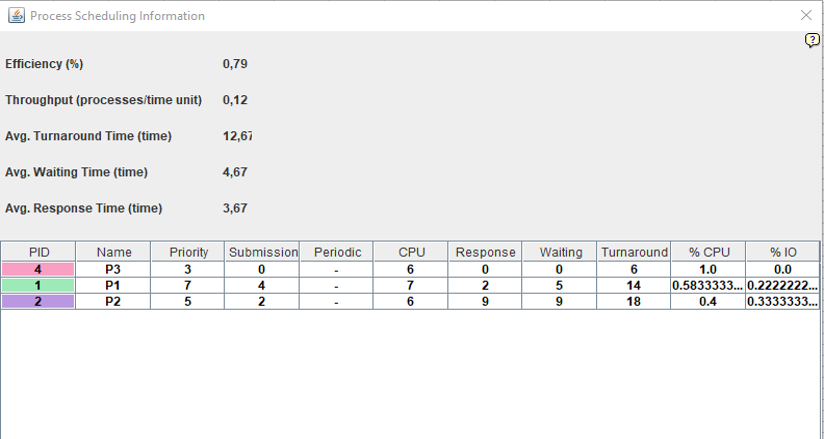 Process Scheduling Information
?
Efficiency (%) 0,79
Throughput (processes/time unit) 0,12
Avg. Turnaround Time (time) 12,67
Avg. Waiting Time (time) 4,67
Avg. Response Time (time) 3,67
PID Name Priority Submission Periodic CPU Response Waiting Turnaround % CPU % IO
4 P3 3 0 - 6 0 0 6 1.0 0.0
1 P1 7 4 - 7 2 5 14 0.5833333... 0.2222222...
2 P2 5 2 - 6 9 9 18 0.4 0.3333333...